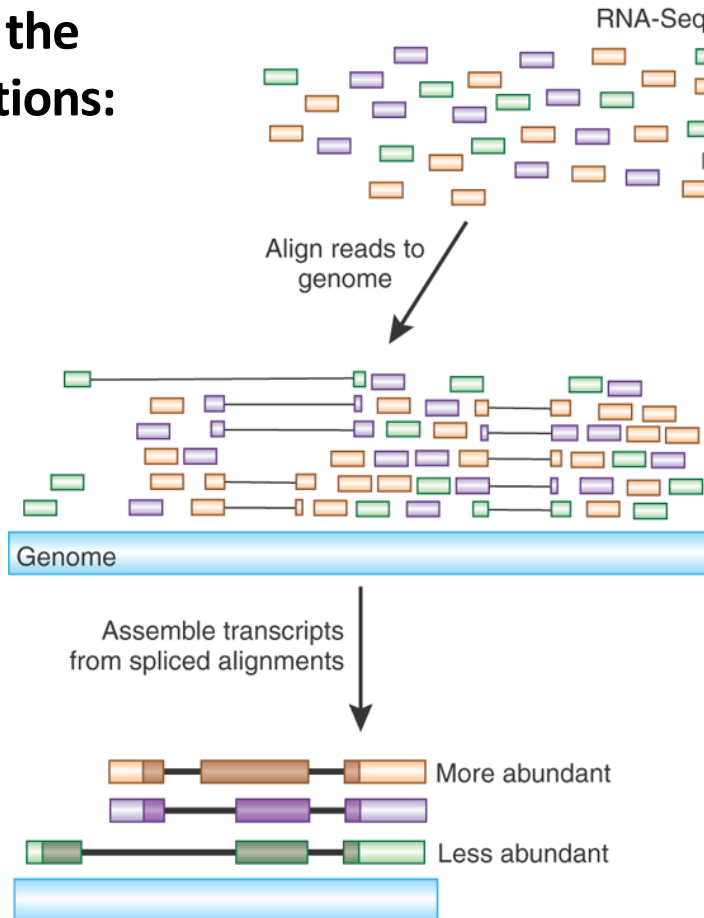 the
tions:
RNA-Seq
Align reads to
genome
Genome
Assemble transcripts
from spliced alignments
More abundant
Less abundant